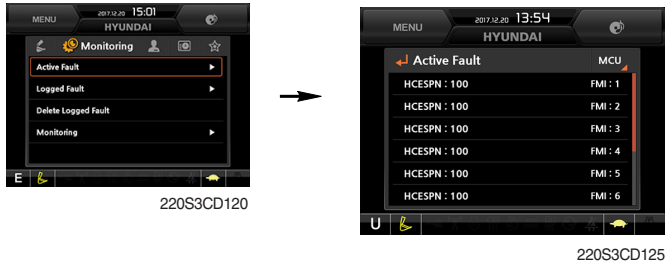 MENU 2017.12.20 15:01
HYUNDAI
Monitoring
Active Fault
Logged Fault
Delete Logged Fault
Monitoring
E
220S3CD120
MENU 2017.12.20 13:54
HYUNDAI
Active Fault MCU
HCESPN : 100 FMI : 1
HCESPN : 100 FMI : 2
HCESPN : 100 FMI : 3
HCESPN : 100 FMI : 4
HCESPN : 100 FMI : 5
HCESPN : 100 FMI : 6
U
220S3CD125